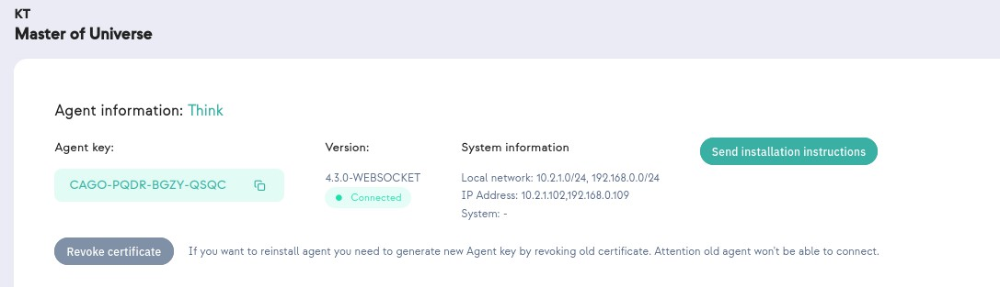 KT
Master of Universe
Agent information: Think
Agent key:
CAGO-PQDR-BGZY-QSQC
Version:
4.3.0-WEBSOCKET
Connected
System information
Local network: 10.2.1.0/24, 192.168.0.0/24
IP Address: 10.2.1.102,192.168.0.109
System: -
Send installation instructions
Revoke certificate
If you want to reinstall agent you need to generate new Agent key by revoking old certificate. Attention old agent won't be able to connect.